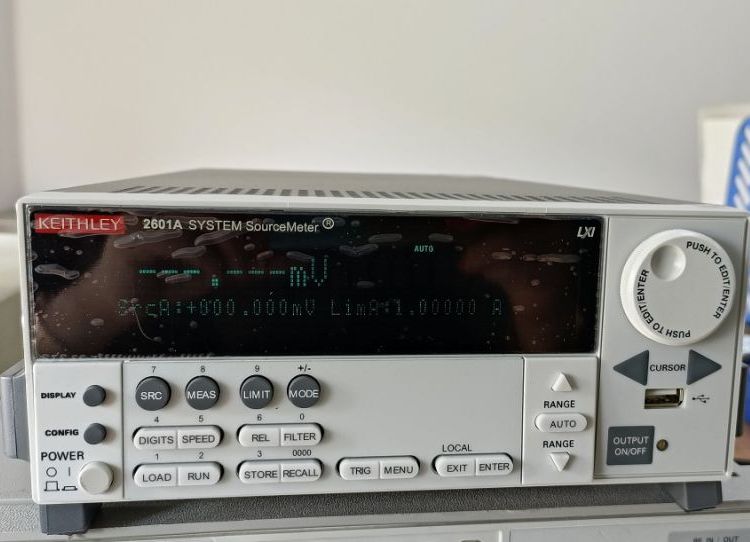 KEITHLEY 2601A SYSTEM SourceMeter® LXI
AUTO
---.---mV
SrcA:+000.000mV LimA:1.00000 A
PUSH TO EDIT/ENTER
PUSH TO EDIT/ENTER
7 8 9 +/-
DISPLAY SRC MEAS LIMIT MODE
CURSOR
RANGE
4 5 6 0
CONFIG DIGITS SPEED REL FILTER AUTO
RANGE
OUTPUT
ON/OFF
POWER
O I
1 2 3 0000 LOCAL
LOAD RUN STORE RECALL TRIG MENU EXIT ENTER
RF IN / OUT